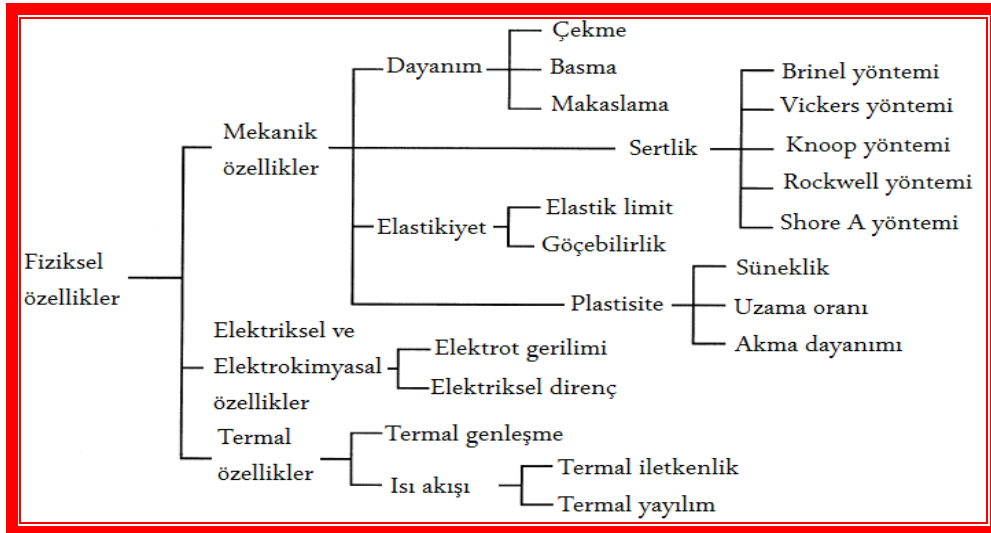 Fiziksel
özellikler
Mekanik
özellikler
Dayanım
Çekme
Basma
Makaslama
Sertlik
Brinel yöntemi
Vickers yöntemi
Knoop yöntemi
Rockwell yöntemi
Shore A yöntemi
Elastikiyet
Elastik limit
Göçebilirlik
Plastisite
Süneklik
Uzama oranı
Akma dayanımı
Elektriksel ve
Elektrokimyasal
özellikler
Elektrot gerilimi
Elektriksel direnç
Termal
özellikler
Termal genleşme
Isı akışı
Termal iletkenlik
Termal yayılım